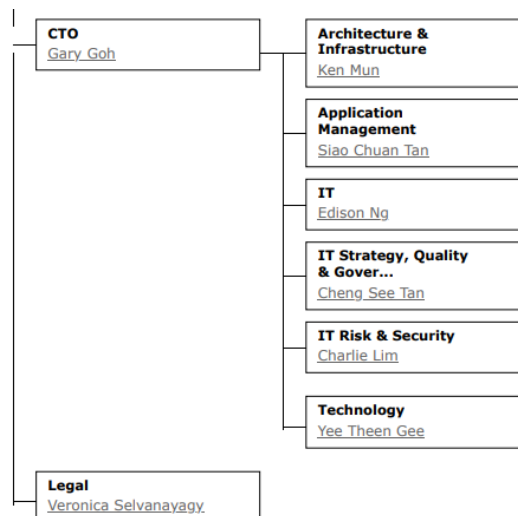 CTO
Gary Goh
Architecture &
Infrastructure
Ken Mun
Application
Management
Siao Chuan Tan
IT
Edison Ng
IT Strategy, Quality
& Gover...
Cheng See Tan
IT Risk & Security
Charlie Lim
Technology
Yee Theen Gee
Legal
Veronica Selvanayagy